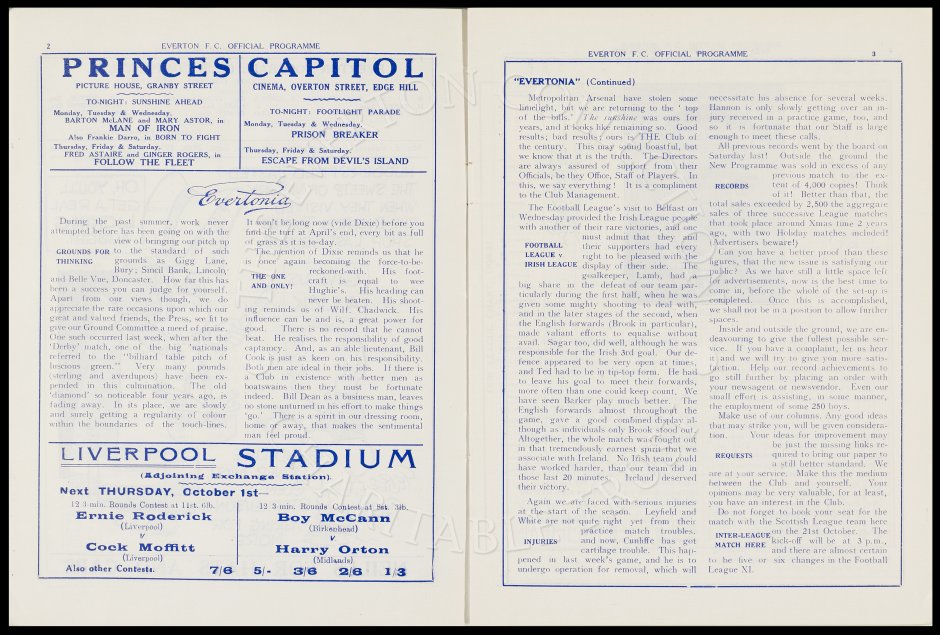 2
EVERTON F. C. OFFICIAL PROGRAMME
PRINCES
PICTURE HOUSE, GRANBY STREET
TO-NIGHT: SUNSHINE AHEAD
Monday, Tuesday & Wednesday.
BARTON McLANE and MARY ASTOR, in
MAN OF IRON
Also Frankie Darro, in BORN TO FIGHT
Thursday, Friday & Saturday.
FRED ASTAIRE and GINGER ROGERS, in
FOLLOW THE FLEET
CAPITOL
CINEMA, OVERTON STREET, EDGE HILL
TO-NIGHT: FOOTLIGHT PARADE
Monday, Tuesday & Wednesday.
PRISON BREAKER
Thursday, Friday & Saturday.
ESCAPE FROM DEVIL'S ISLAND
Evertonia
During the past summer, work never
attempted before has been going on with the
view of bringing our pitch up
GROUNDS FOR THINKING
to the standard of such
grounds as Gigg Lane,
Bury; Sincil Bank, Lincoln,
and Belle Vue, Doncaster. How far this has
been a success you can judge for yourself.
Apart from our views though, we do
appreciate the rare occasions upon which our
great and valued friends, the Press, see fit to
give our Ground Committee a meed of praise.
One such occurred last week, when after the
'Derby' match, one of the big nationals
referred to the "billiard table pitch of
luscious green." Very many pounds
(sterling and averdupois) have been ex-
pended in this culmination. The old
'diamond' so noticeable four years ago, is
fading away. In its place, we are slowly
and surely getting a regularity of colour
within the boundaries of the touch-lines.
It won't be long now (vide Dixie) before you
find the turf at April's end, every bit as full
of grass as it is to-day.
The mention of Dixie reminds us that he
is once again becoming the force-to-be-
reckoned-with. His foot-
THE ONE AND ONLY!
craft is equal to wee
Hughie's. His heading can
never be beaten. His shoot-
ing reminds us of Wilf. Chadwick. His
influence can be and is, a great power for
good. There is no record that he cannot
beat. He realises the responsibility of good
captaincy. And, as an able lieutenant, Bill
Cook is just as keen on his responsibility.
Both men are ideal in their jobs. If there is
a Club in existence with better men as
boatswains then they must be fortunate
indeed. Bill Dean as a business man, leaves
no stone unturned in his effort to make things
'go.' There is a spirit in our dressing room,
home or away, that makes the sentimental
man feel proud.
LIVERPOOL STADIUM
(Adjoining Exchange Station).
Next THURSDAY, October 1st—
12 3-min. Rounds Contest at 11st. 6lb.
Ernie Roderick
(Liverpool)
v
Cock Moffitt
(Liverpool)
12 3-min. Rounds Contest at 8st. 3lb.
Boy McCann
(Birkenhead)
v
Harry Orton
(Midlands)
Also other Contests. 7/6 5/- 3/6 2/6 1/3
EVERTON F. C. OFFICIAL PROGRAMME
3
"EVERTONIA" (Continued)
Metropolitan Arsenal have stolen some
limelight, but we are returning to the 'top
of the bills.' The sunshine was ours for
years, and it looks like remaining so. Good
results; bad results; ours is THE Club of
the century. This may sound boastful, but
we know that it is the truth. The Directors
are always assured of support from their
Officials, be they Office, Staff or Players. In
this, we say everything! It is a compliment
to the Club Management.
The Football League's visit to Belfast on
Wednesday provided the Irish League people
with another of their rare victories, and one
must admit that they and
FOOTBALL LEAGUE v IRISH LEAGUE
their supporters had every
right to be pleased with the
display of their side. The
goalkeeper, Lamb, had a
big share in the defeat of our team par-
ticularly during the first half, when he was
given some mighty shooting to deal with,
and in the later stages of the second, when
the English forwards (Brook in particular),
made valiant efforts to equalise without
avail. Sagar too, did well, although he was
responsible for the Irish 3rd goal. Our de-
fence appeared to be very open at times,
and Ted had to be in tip-top form. He had
to leave his goal to meet their forwards,
more often than one could keep count. We
have seen Barker play much better. The
English forwards almost throughout the
game, gave a good combined display al-
though as individuals only Brook stood out.
Altogether, the whole match was fought out
in that tremendously earnest spirit that we
associate with Ireland. No Irish team could
have worked harder, than our team did in
those last 20 minutes. Ireland deserved
their victory.
Again we are faced with serious injuries
at the start of the season. Leyfield and
White are not quite right yet from their
practice match troubles,
INJURIES
and now, Cunliffe has got
cartilage trouble. This hap-
pened in last week's game, and he is to
undergo operation for removal, which will
necessitate his absence for several weeks.
Hannon is only slowly getting over an in-
jury received in a practice game, too, and
so it is fortunate that our Staff is large
enough to meet these calls.
All previous records went by the board on
Saturday last! Outside the ground the
New Programme was sold in excess of any
previous match to the ex-
RECORDS
tent of 4,000 copies! Think
of it! Better than that, the
total sales exceeded by 2,500 the aggregate
sales of three successive League matches
that took place around Xmas time 2 years
ago, with two Holiday matches included!
(Advertisers beware!)
Can you have a better proof than these
figures, that the new issue is satisfying our
public? As we have still a little space left
for advertisements, now is the best time to
come in, before the whole of the set-up is
completed. Once this is accomplished,
we shall not be in a position to allow further
spaces.
Inside and outside the ground, we are en-
deavouring to give the fullest possible ser-
vice. If you have a complaint, let us hear
it and we will try to give you more satis-
faction. Help our record achievements to
go still further by placing an order with
your newsagent or newsvendor. Even our
small effort is assisting, in some manner,
the employment of some 250 boys.
Make use of our columns. Any good ideas
that may strike you, will be given considera-
tion. Your ideas for improvement may
be just the missing links re-
REQUESTS
quired to bring our paper to
a still better standard. We
are at your service. Make this the medium
between the Club and yourself. Your
opinions may be very valuable, for at least,
you have an interest in the Club.
Do not forget to book your seat for the
match with the Scottish League team here
INTER-LEAGUE MATCH HERE
on the 21st October. The
kick-off will be at 3 p.m.,
and there are almost certain
to be five or six changes in the Football
League XI.